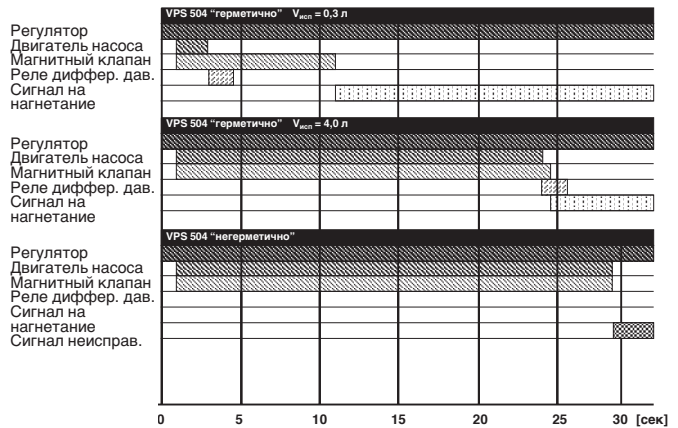 VPS 504 “герметично” Vисп = 0,3 л
Регулятор
Двигатель насоса
Магнитный клапан
Реле диффер. дав.
Сигнал на
нагнетание
VPS 504 “герметично” Vисп = 4,0 л
Регулятор
Двигатель насоса
Магнитный клапан
Реле диффер. дав.
Сигнал на
нагнетание
VPS 504 “негерметично”
Регулятор
Двигатель насоса
Магнитный клапан
Реле диффер. дав.
Сигнал на
нагнетание
Сигнал неисправ.
0 5 10 15 20 25 30 [сек]